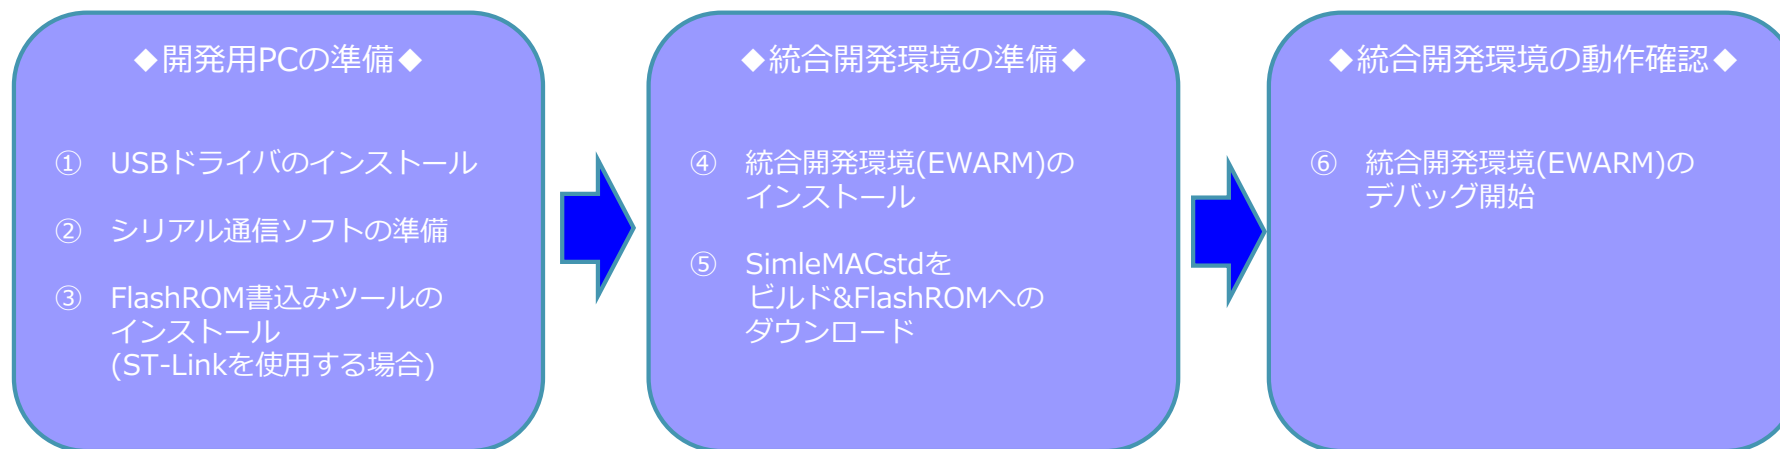 ◆開発用PCの準備◆
① USBドライバのインストール
② シリアル通信ソフトの準備
③ FlashROM書込みツールの
インストール
(ST-Linkを使用する場合)
◆統合開発環境の準備◆
④ 統合開発環境(EWARM)の
インストール
⑤ SimleMACstdを
ビルド&FlashROMへの
ダウンロード
◆統合開発環境の動作確認◆
⑥ 統合開発環境(EWARM)の
デバッグ開始